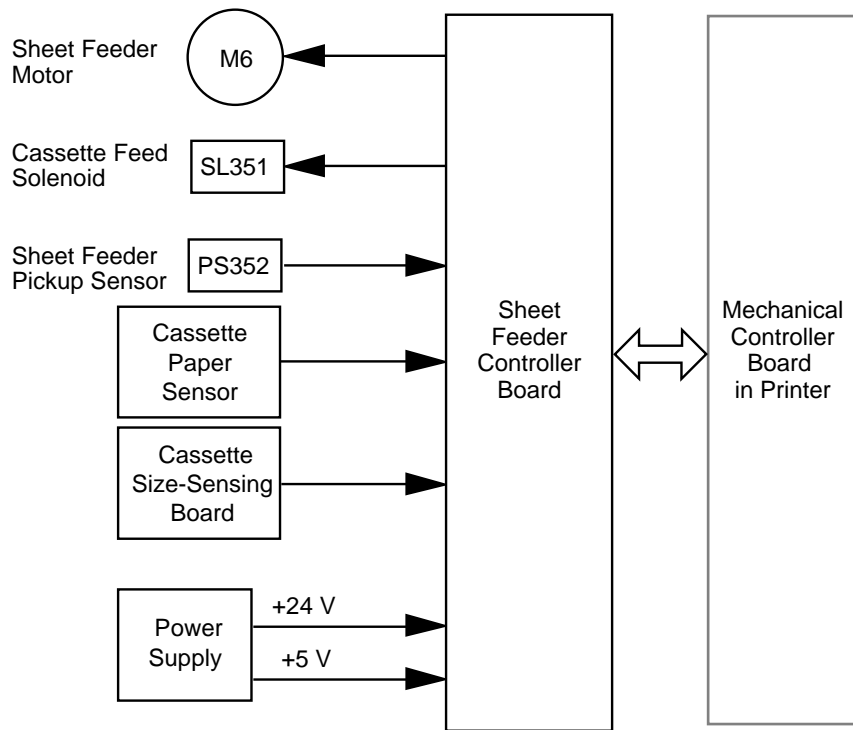 Sheet Feeder
Motor
M6
Cassette Feed
Solenoid
SL351
Sheet Feeder
Pickup Sensor
PS352
Cassette
Paper
Sensor
Cassette
Size-Sensing
Board
Power
Supply
+24 V
+5 V
Sheet
Feeder
Controller
Board
Mechanical
Controller
Board
in Printer